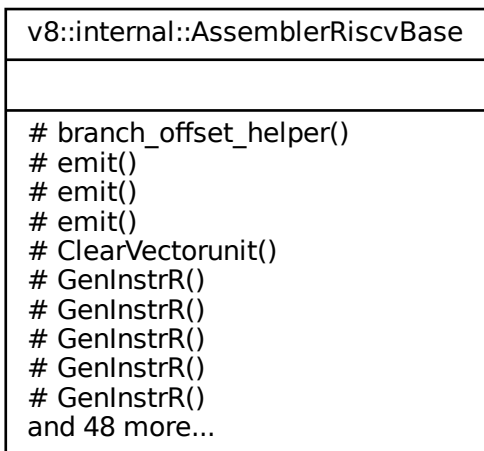 v8::internal::AssemblerRiscvBase
# branch_offset_helper()
# emit()
# emit()
# emit()
# ClearVectorunit()
# GenInstrR()
# GenInstrR()
# GenInstrR()
# GenInstrR()
# GenInstrR()
and 48 more...